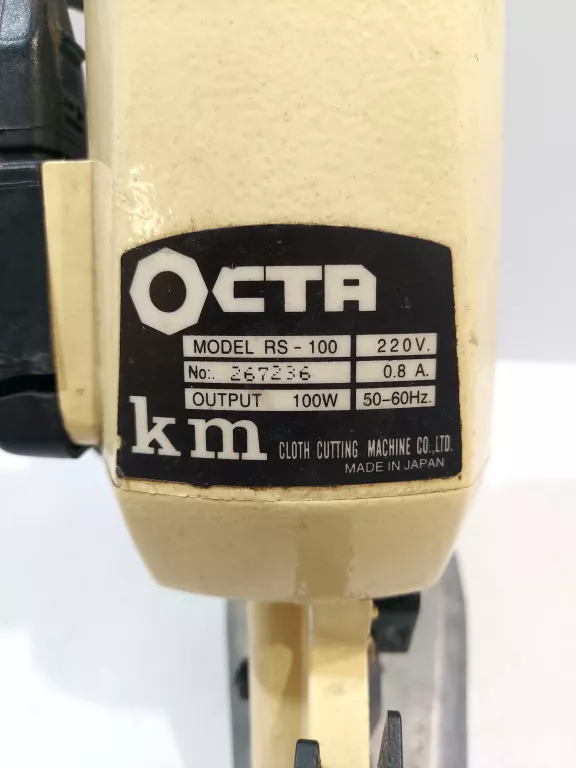 OCTA
MODEL RS-100 220V.
No:. 267236 0.8 A.
OUTPUT 100W 50-60Hz.
km CLOTH CUTTING MACHINE CO.,LTD.
MADE IN JAPAN